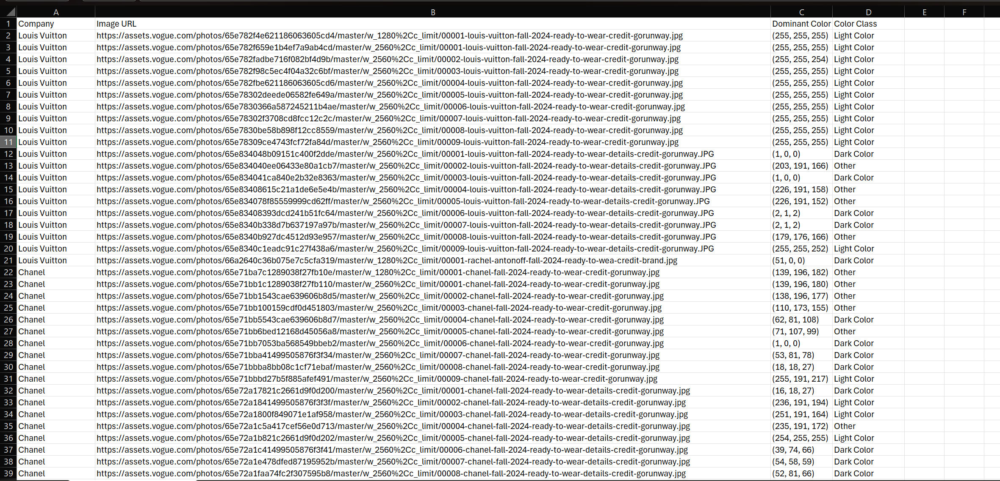 A B C D E F
1 Company Image URL Dominant Color Color Class
2 Louis Vuitton https://assets.vogue.com/photos/65e782f4e621186063605cd4/master/w_1280%2Cc_limit/00001-louis-vuitton-fall-2024-ready-to-wear-credit-gorunway.jpg (255, 255, 255) Light Color
3 Louis Vuitton https://assets.vogue.com/photos/65e782f659e1b4ef7a9ab4cd/master/w_2560%2Cc_limit/00001-louis-vuitton-fall-2024-ready-to-wear-credit-gorunway.jpg (255, 255, 255) Light Color
4 Louis Vuitton https://assets.vogue.com/photos/65e782fadbe716f082bf4d9b/master/w_2560%2Cc_limit/00002-louis-vuitton-fall-2024-ready-to-wear-credit-gorunway.jpg (255, 255, 254) Light Color
5 Louis Vuitton https://assets.vogue.com/photos/65e782f98c5ec4f04a32c6bf/master/w_2560%2Cc_limit/00003-louis-vuitton-fall-2024-ready-to-wear-credit-gorunway.jpg (255, 255, 255) Light Color
6 Louis Vuitton https://assets.vogue.com/photos/65e782fbe621186063605cd6/master/w_2560%2Cc_limit/00004-louis-vuitton-fall-2024-ready-to-wear-credit-gorunway.jpg (255, 255, 255) Light Color
7 Louis Vuitton https://assets.vogue.com/photos/65e78302deede06582fe649a/master/w_2560%2Cc_limit/00005-louis-vuitton-fall-2024-ready-to-wear-credit-gorunway.jpg (255, 255, 255) Light Color
8 Louis Vuitton https://assets.vogue.com/photos/65e7830366a587245211b4ae/master/w_2560%2Cc_limit/00006-louis-vuitton-fall-2024-ready-to-wear-credit-gorunway.jpg (255, 255, 255) Light Color
9 Louis Vuitton https://assets.vogue.com/photos/65e78302f3708cd8fcc12c2c/master/w_2560%2Cc_limit/00007-louis-vuitton-fall-2024-ready-to-wear-credit-gorunway.jpg (255, 255, 255) Light Color
10 Louis Vuitton https://assets.vogue.com/photos/65e7830be58b898f12cc8559/master/w_2560%2Cc_limit/00008-louis-vuitton-fall-2024-ready-to-wear-credit-gorunway.jpg (255, 255, 255) Light Color
11 Louis Vuitton https://assets.vogue.com/photos/65e78309ce4743fcf72fa84d/master/w_2560%2Cc_limit/00009-louis-vuitton-fall-2024-ready-to-wear-credit-gorunway.jpg (255, 255, 255) Light Color
12 Louis Vuitton https://assets.vogue.com/photos/65e834048b09151c400f2dde/master/w_2560%2Cc_limit/00001-louis-vuitton-fall-2024-ready-to-wear-details-credit-gorunway.JPG (1, 0, 0) Dark Color
13 Louis Vuitton https://assets.vogue.com/photos/65e834040ee06433e80a1cb7/master/w_2560%2Cc_limit/00002-louis-vuitton-fall-2024-ready-to-wear-details-credit-gorunway.JPG (203, 191, 166) Other
14 Louis Vuitton https://assets.vogue.com/photos/65e834041ca840e2b32e8363/master/w_2560%2Cc_limit/00003-louis-vuitton-fall-2024-ready-to-wear-details-credit-gorunway.JPG (1, 0, 0) Dark Color
15 Louis Vuitton https://assets.vogue.com/photos/65e83408615c21a1de6e5e4b/master/w_2560%2Cc_limit/00004-louis-vuitton-fall-2024-ready-to-wear-details-credit-gorunway.JPG (226, 191, 158) Other
16 Louis Vuitton https://assets.vogue.com/photos/65e834078f85559999cd62ff/master/w_2560%2Cc_limit/00005-louis-vuitton-fall-2024-ready-to-wear-details-credit-gorunway.JPG (226, 191, 152) Other
17 Louis Vuitton https://assets.vogue.com/photos/65e83408393dcd241b51fc64/master/w_2560%2Cc_limit/00006-louis-vuitton-fall-2024-ready-to-wear-details-credit-gorunway.JPG (2, 1, 2) Dark Color
18 Louis Vuitton https://assets.vogue.com/photos/65e8340b338d7b637197a97b/master/w_2560%2Cc_limit/00007-louis-vuitton-fall-2024-ready-to-wear-details-credit-gorunway.JPG (2, 1, 2) Dark Color
19 Louis Vuitton https://assets.vogue.com/photos/65e8340b927dc4512d93e957/master/w_2560%2Cc_limit/00008-louis-vuitton-fall-2024-ready-to-wear-details-credit-gorunway.JPG (179, 176, 166) Other
20 Louis Vuitton https://assets.vogue.com/photos/65e8340c1eadc91c27f438a6/master/w_2560%2Cc_limit/00009-louis-vuitton-fall-2024-ready-to-wear-details-credit-gorunway.JPG (255, 255, 252) Light Color
21 Louis Vuitton https://assets.vogue.com/photos/66a2640c36b075e7c5cfa319/master/w_1280%2Cc_limit/00001-rachel-antonoff-fall-2024-ready-to-wea-credit-brand.jpg (51, 0, 0) Dark Color
22 Chanel https://assets.vogue.com/photos/65e71ba7c1289038f27fb10e/master/w_1280%2Cc_limit/00001-chanel-fall-2024-ready-to-wear-credit-gorunway.jpg (139, 196, 182) Other
23 Chanel https://assets.vogue.com/photos/65e71bb1c1289038f27fb110/master/w_2560%2Cc_limit/00001-chanel-fall-2024-ready-to-wear-credit-gorunway.jpg (139, 196, 180) Other
24 Chanel https://assets.vogue.com/photos/65e71bb1543cae639606b8d5/master/w_2560%2Cc_limit/00002-chanel-fall-2024-ready-to-wear-credit-gorunway.jpg (138, 196, 177) Other
25 Chanel https://assets.vogue.com/photos/65e71bb100159cdf0d451803/master/w_2560%2Cc_limit/00003-chanel-fall-2024-ready-to-wear-credit-gorunway.jpg (110, 173, 155) Other
26 Chanel https://assets.vogue.com/photos/65e71bb5543cae639606b8d7/master/w_2560%2Cc_limit/00004-chanel-fall-2024-ready-to-wear-credit-gorunway.jpg (62, 81, 108) Dark Color
27 Chanel https://assets.vogue.com/photos/65e71bb6bed12168d45056a8/master/w_2560%2Cc_limit/00005-chanel-fall-2024-ready-to-wear-credit-gorunway.jpg (71, 107, 99) Other
28 Chanel https://assets.vogue.com/photos/65e71bb7053ba568549bbeb2/master/w_2560%2Cc_limit/00006-chanel-fall-2024-ready-to-wear-credit-gorunway.jpg (1, 0, 0) Dark Color
29 Chanel https://assets.vogue.com/photos/65e71bba41499505876f3f34/master/w_2560%2Cc_limit/00007-chanel-fall-2024-ready-to-wear-credit-gorunway.jpg (53, 81, 78) Dark Color
30 Chanel https://assets.vogue.com/photos/65e71bbba8bb08c1cf71ebaf/master/w_2560%2Cc_limit/00008-chanel-fall-2024-ready-to-wear-credit-gorunway.jpg (18, 18, 27) Dark Color
31 Chanel https://assets.vogue.com/photos/65e71bbbd27b5f885afef491/master/w_2560%2Cc_limit/00009-chanel-fall-2024-ready-to-wear-credit-gorunway.jpg (255, 191, 217) Light Color
32 Chanel https://assets.vogue.com/photos/65e72a17821c2661d9f0d200/master/w_2560%2Cc_limit/00001-chanel-fall-2024-ready-to-wear-details-credit-gorunway.jpg (16, 18, 27) Dark Color
33 Chanel https://assets.vogue.com/photos/65e72a1841499505876f3f3f/master/w_2560%2Cc_limit/00002-chanel-fall-2024-ready-to-wear-details-credit-gorunway.jpg (236, 191, 194) Light Color
34 Chanel https://assets.vogue.com/photos/65e72a1800f849071e1af958/master/w_2560%2Cc_limit/00003-chanel-fall-2024-ready-to-wear-details-credit-gorunway.jpg (251, 191, 164) Light Color
35 Chanel https://assets.vogue.com/photos/65e72a1c5a417cef56e0d713/master/w_2560%2Cc_limit/00004-chanel-fall-2024-ready-to-wear-details-credit-gorunway.jpg (235, 191, 172) Other
36 Chanel https://assets.vogue.com/photos/65e72a1b821c2661d9f0d202/master/w_2560%2Cc_limit/00005-chanel-fall-2024-ready-to-wear-details-credit-gorunway.jpg (254, 255, 255) Light Color
37 Chanel https://assets.vogue.com/photos/65e72a1c41499505876f3f41/master/w_2560%2Cc_limit/00006-chanel-fall-2024-ready-to-wear-details-credit-gorunway.jpg (39, 74, 66) Dark Color
38 Chanel https://assets.vogue.com/photos/65e72a1e478dfed87195952b/master/w_2560%2Cc_limit/00007-chanel-fall-2024-ready-to-wear-details-credit-gorunway.jpg (54, 58, 59) Dark Color
39 Chanel https://assets.vogue.com/photos/65e72a1faa74fc2f307595b8/master/w_2560%2Cc_limit/00008-chanel-fall-2024-ready-to-wear-details-credit-gorunway.jpg (52, 81, 66) Dark Color